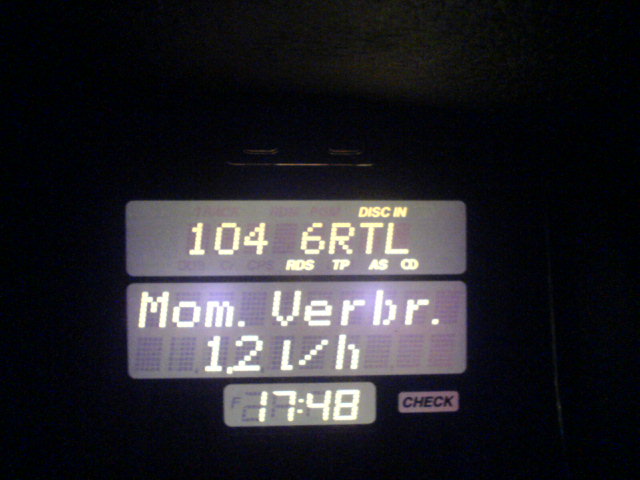 DISC IN
104 6RTL
RDS TP AS CD
Mom. Verbr.
1,2 l/h
17:48
CHECK